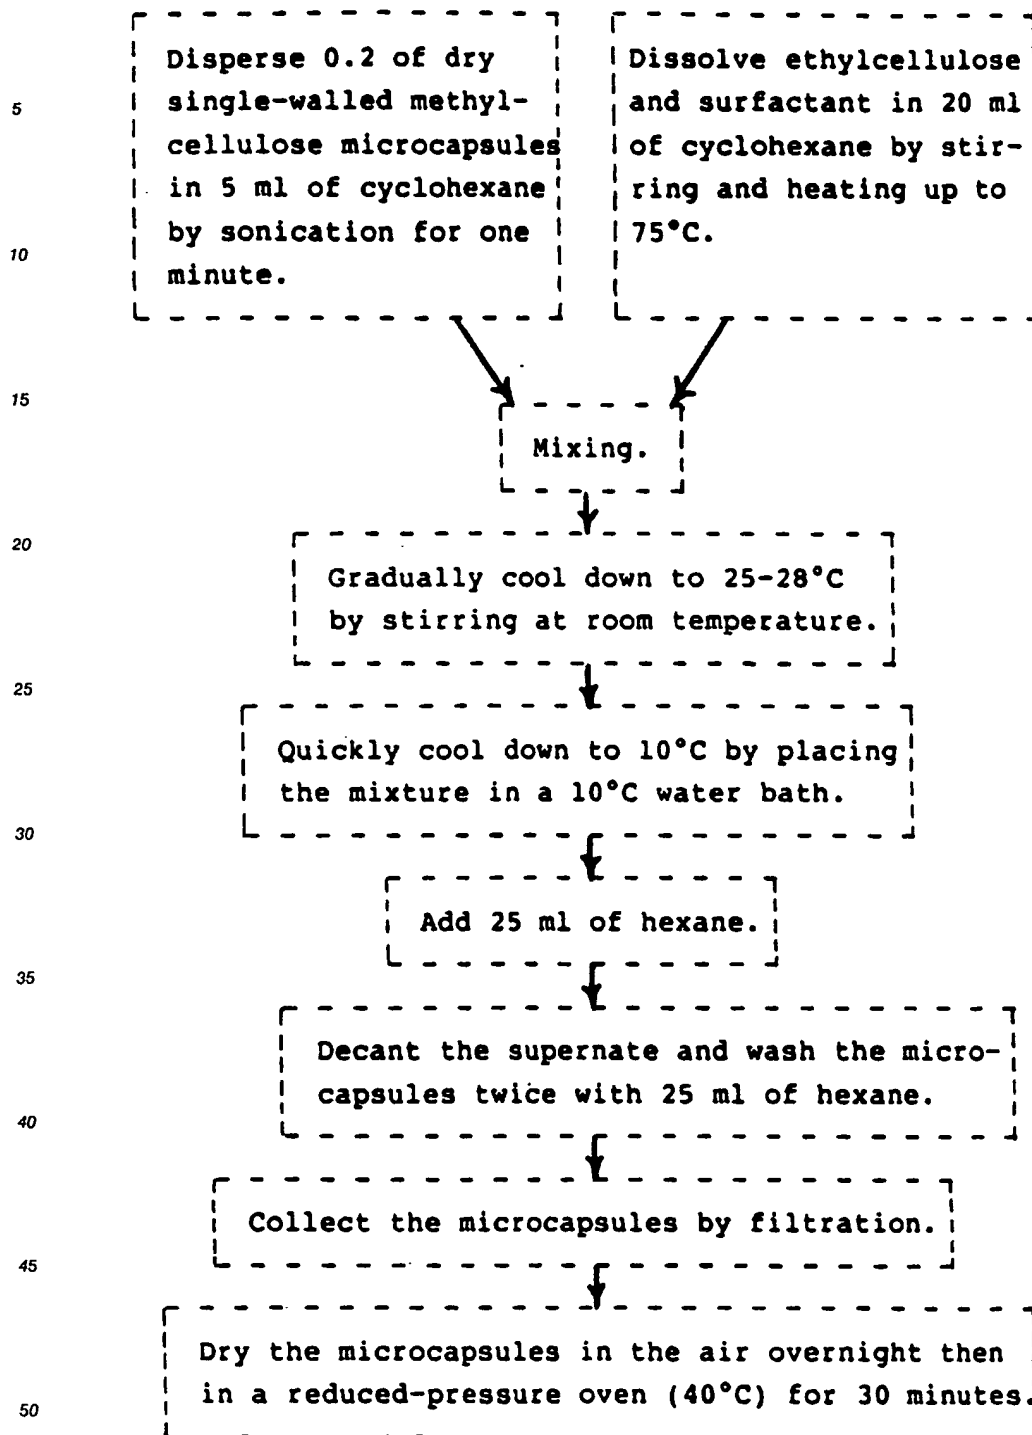 Disperse 0.2 of dry
single-walled methyl-
cellulose microcapsules
in 5 ml of cyclohexane
by sonication for one
minute.
Dissolve ethylcellulose
and surfactant in 20 ml
of cyclohexane by stir-
ring and heating up to
75°C.
Mixing.
Gradually cool down to 25-28°C
by stirring at room temperature.
Quickly cool down to 10°C by placing
the mixture in a 10°C water bath.
Add 25 ml of hexane.
Decant the supernate and wash the micro-
capsules twice with 25 ml of hexane.
Collect the microcapsules by filtration.
Dry the microcapsules in the air overnight then
in a reduced-pressure oven (40°C) for 30 minutes.
5
10
15
20
25
30
35
40
45
50